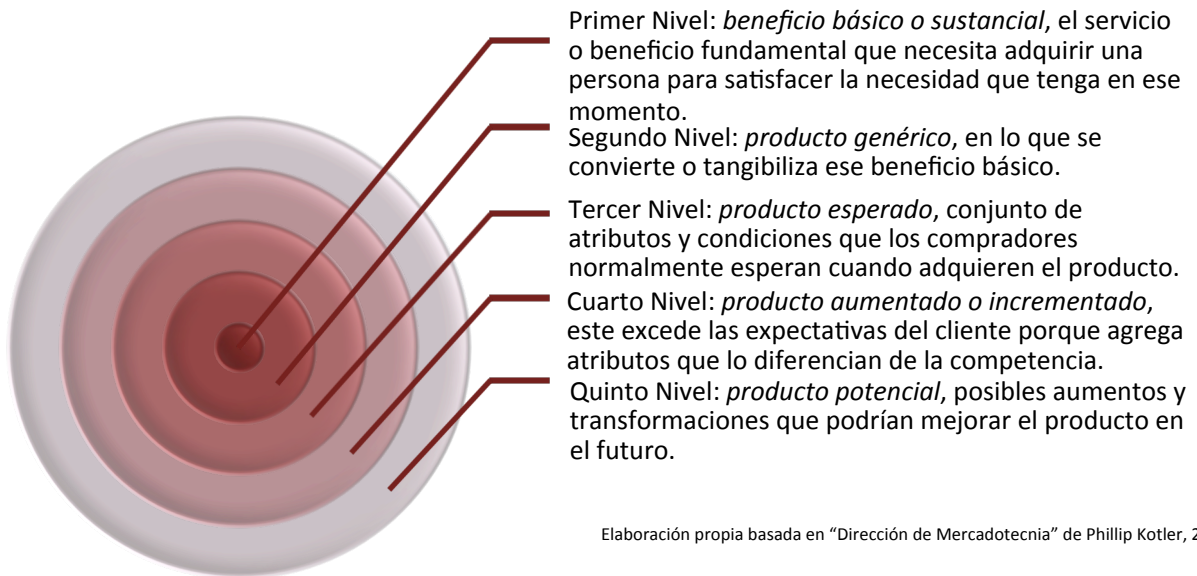 Primer Nivel: beneficio básico o sustancial, el servicio
o beneficio fundamental que necesita adquirir una
persona para satisfacer la necesidad que tenga en ese
momento.
Segundo Nivel: producto genérico, en lo que se
convierte o tangibiliza ese beneficio básico.
Tercer Nivel: producto esperado, conjunto de
atributos y condiciones que los compradores
normalmente esperan cuando adquieren el producto.
Cuarto Nivel: producto aumentado o incrementado,
este excede las expectativas del cliente porque agrega
atributos que lo diferencian de la competencia.
Quinto Nivel: producto potencial, posibles aumentos y
transformaciones que podrían mejorar el producto en
el futuro.
Elaboración propia basada en “Dirección de Mercadotecnia” de Phillip Kotler, 2